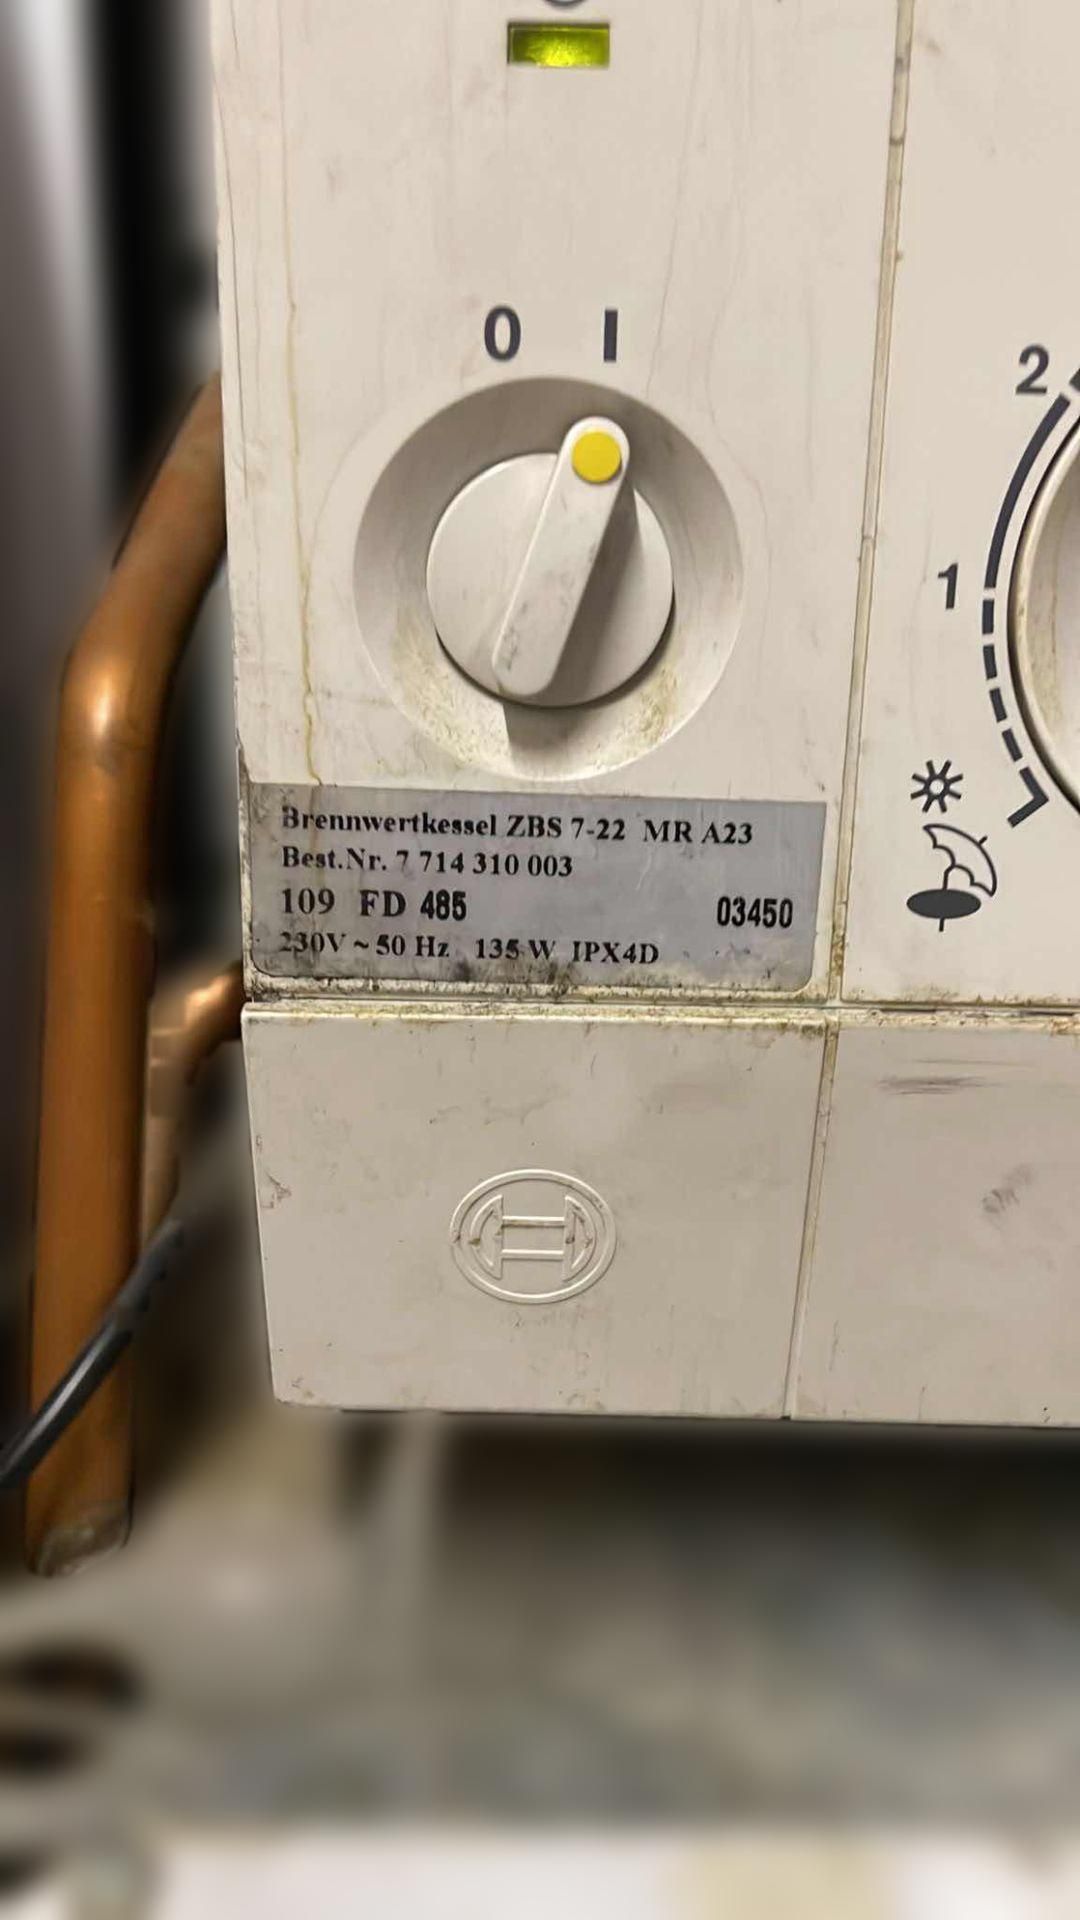 0 I
2
1
Brennwertkessel ZBS 7-22 MR A23
Best.Nr. 7 714 310 003
109 FD 485 03450
230V ~ 50 Hz 135 W IPX4D